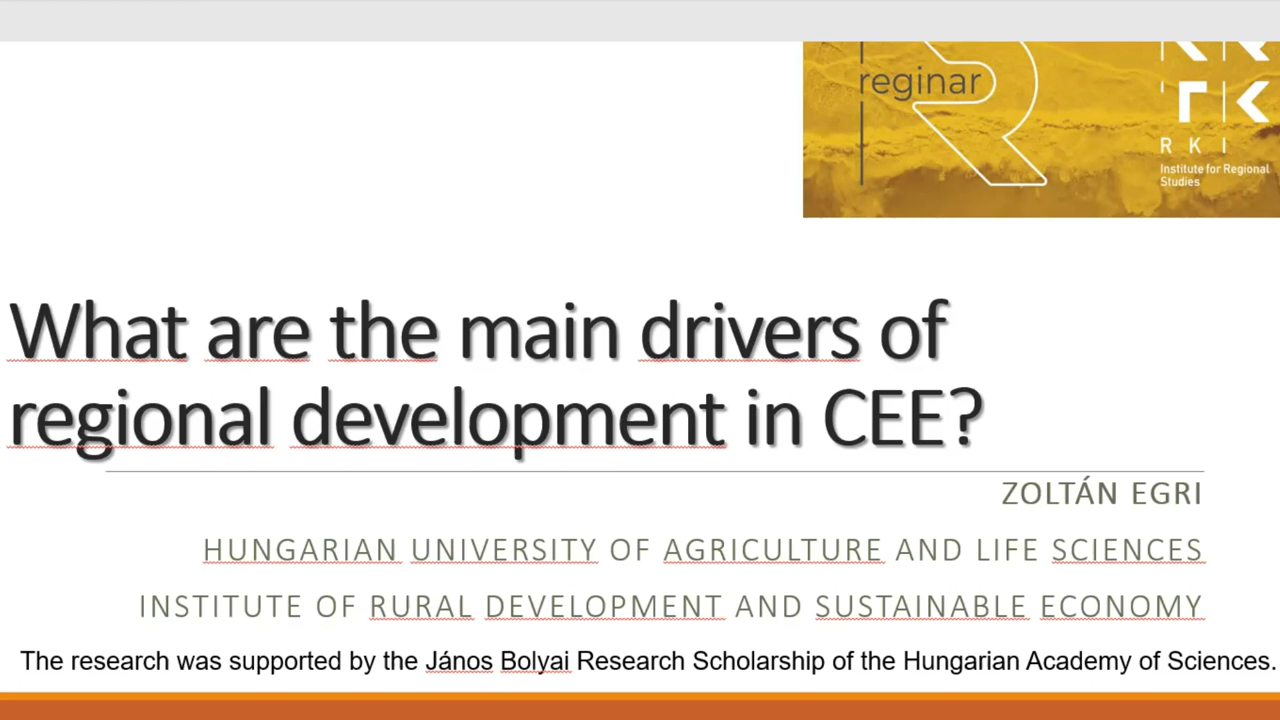 reginar
RKI
Institute for Regional
Studies
What are the main drivers of
regional development in CEE?
ZOLTÁN EGRI
HUNGARIAN UNIVERSITY OF AGRICULTURE AND LIFE SCIENCES
INSTITUTE OF RURAL DEVELOPMENT AND SUSTAINABLE ECONOMY
The research was supported by the János Bolyai Research Scholarship of the Hungarian Academy of Sciences.